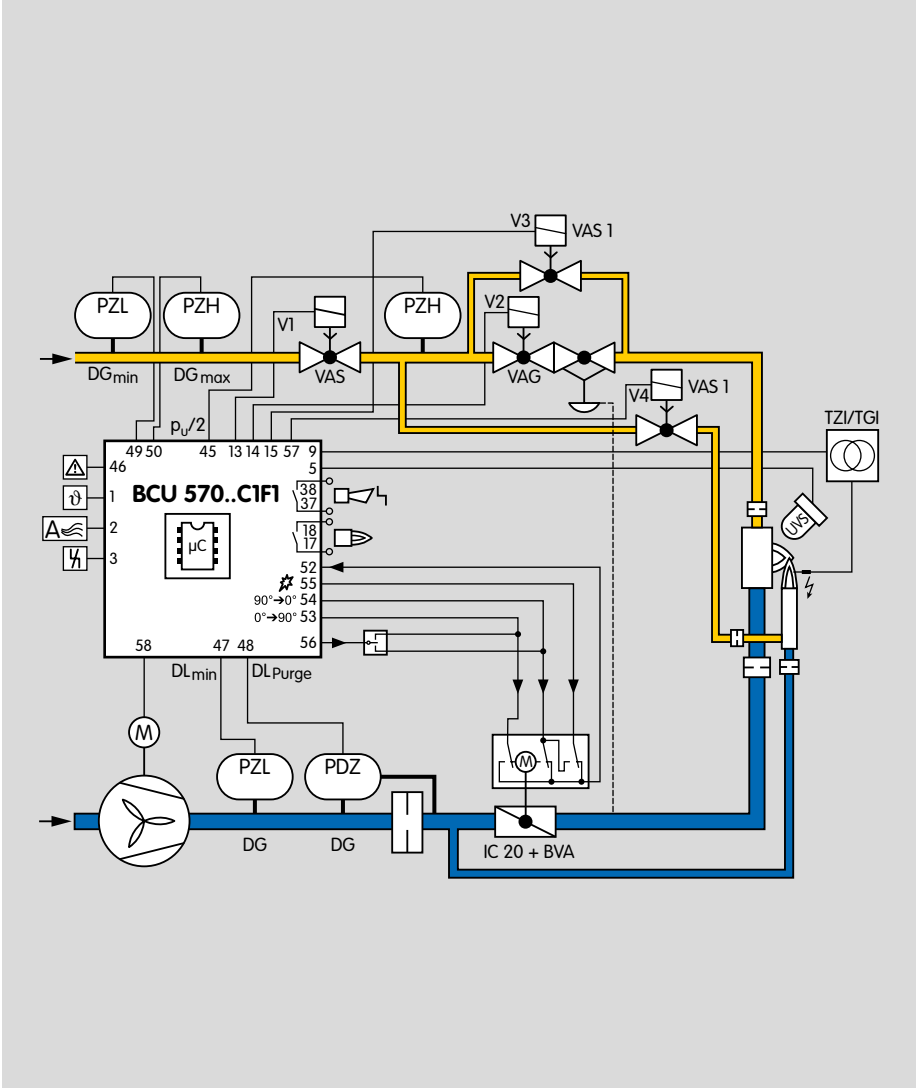 V3
VAS 1
PZL
PZH
PZH
V2
V1
DGmin
DGmax
VAS
VAG
V4
VAS 1
pu/2
TZI/TGI
49 50 45 13 14 15 57 9
5
46
1
2
3
A
ϑ
BCU 570..C1F1
µC
38
37
18
17
UVS
52
55
90°→0° 54
0°→90° 53
56
58 47 48
DLmin
DLPurge
M
M
PZL
PDZ
DG
DG
IC 20 + BVA